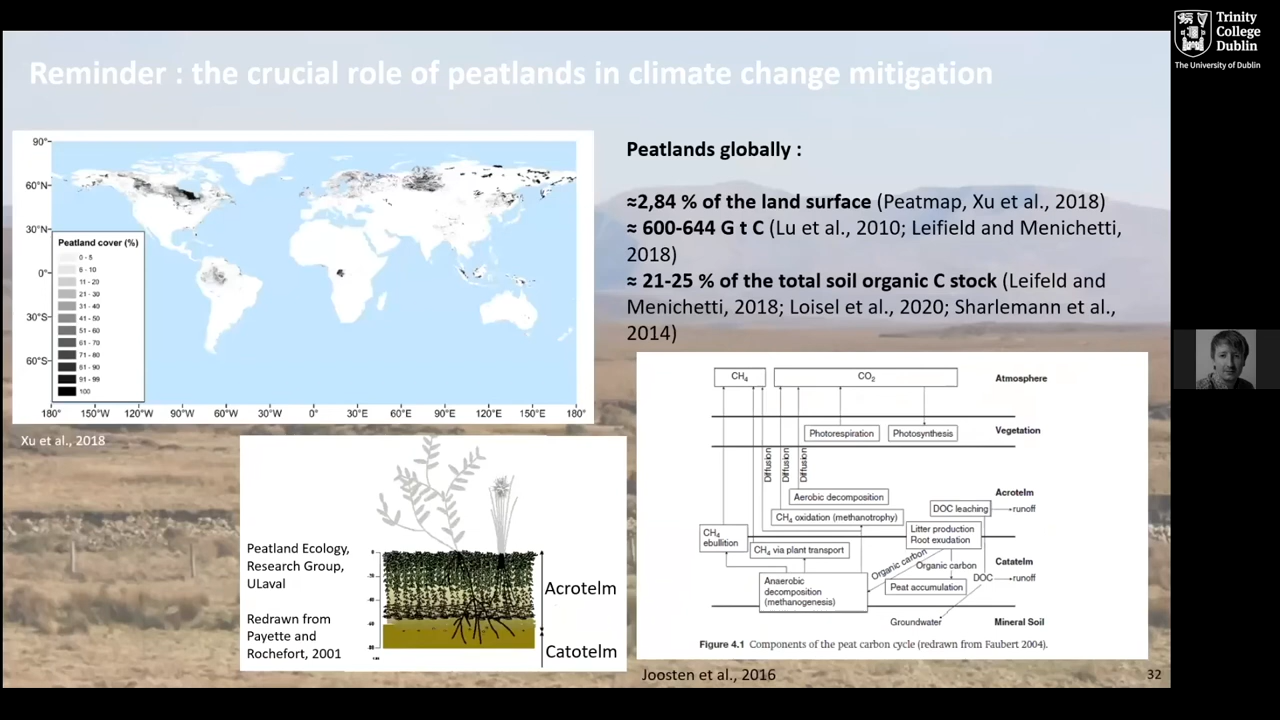 Trinity
College
Dublin
The University of Dublin
Reminder : the crucial role of peatlands in climate change mitigation
90°
60°N
30°N
0°
30°S
60°S
180°
150°W
120°W
90°W
60°W
30°W
0°
30°E
60°E
90°E
120°E
150°E
180°
Peatland cover (%)
0 - 5
6 - 10
11 - 20
21 - 30
31 - 40
41 - 50
51 - 60
61 - 70
71 - 80
81 - 90
91 - 99
100
Xu et al., 2018
Peatlands globally :
≈2,84 % of the land surface (Peatmap, Xu et al., 2018)
≈ 600-644 G t C (Lu et al., 2010; Leifield and Menichetti,
2018)
≈ 21-25 % of the total soil organic C stock (Leifeld and
Menichetti, 2018; Loisel et al., 2020; Sharlemann et al.,
2014)
Peatland Ecology,
Research Group,
ULaval
Redrawn from
Payette and
Rochefort, 2001
Acrotelm
Catotelm
CH4
CO2
Atmosphere
Vegetation
Photorespiration
Photosynthesis
Diffusion
Diffusion
Diffusion
Acrotelm
Aerobic decomposition
DOC leaching
runoff
CH4 oxidation (methanotrophy)
Litter production
Root exudation
CH4
ebullition
CH4 via plant transport
Catatelm
Organic carbon
Organic carbon
DOC
runoff
Anaerobic
decomposition
(methanogenesis)
Peat accumulation
Groundwater
Mineral Soil
Figure 4.1 Components of the peat carbon cycle (redrawn from Faubert 2004).
Joosten et al., 2016
32